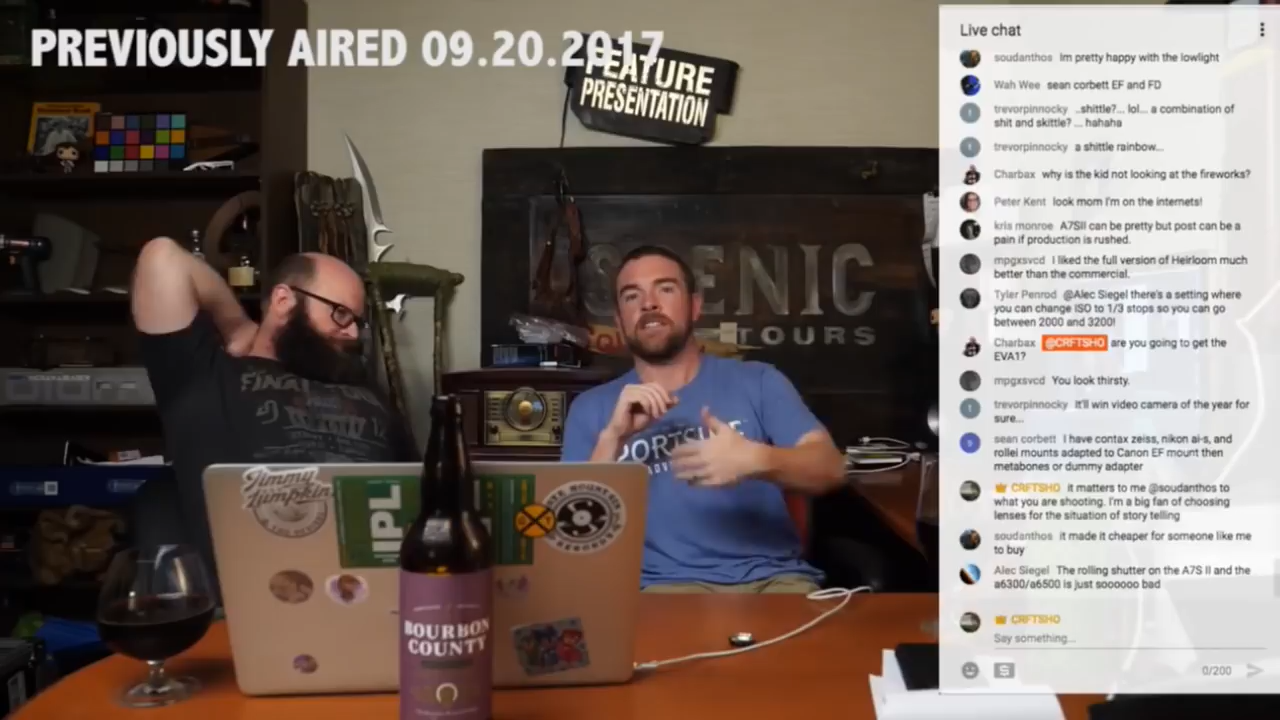 PREVIOUSLY AIRED 09.20.2017
FEATURE
PRESENTATION
SCENIC
TOURS
FINAL
PORTSIDE
Jimmy
Lumpkin
IPL
BOURBON
COUNTY
Live chat
soudanthos Im pretty happy with the lowlight
Wah Wee sean corbett EF and FD
trevorpinnocky ..shittle?... lol... a combination of
shit and skittle? ... hahaha
trevorpinnocky a shittle rainbow...
Charbax why is the kid not looking at the fireworks?
Peter Kent look mom I'm on the internets!
kris monroe A7SII can be pretty but post can be a
pain if production is rushed.
mpgxsvcd I liked the full version of Heirloom much
better than the commercial.
Tyler Penrod @Alec Siegel there's a setting where
you can change ISO to 1/3 stops so you can go
between 2000 and 3200!
Charbax @CRFTSHO are you going to get the
EVA1?
mpgxsvcd You look thirsty.
trevorpinnocky It'll win video camera of the year for
sure...
sean corbett I have contax zeiss, nikon ai-s, and
rollei mounts adapted to Canon EF mount then
metabones or dummy adapter
CRFTSHO it matters to me @soudanthos to
what you are shooting. I'm a big fan of choosing
lenses for the situation of story telling
soudanthos it made it cheaper for someone like me
to buy
Alec Siegel The rolling shutter on the A7S II and the
a6300/a6500 is just soooooo bad
CRFTSHO
Say something...
0/200